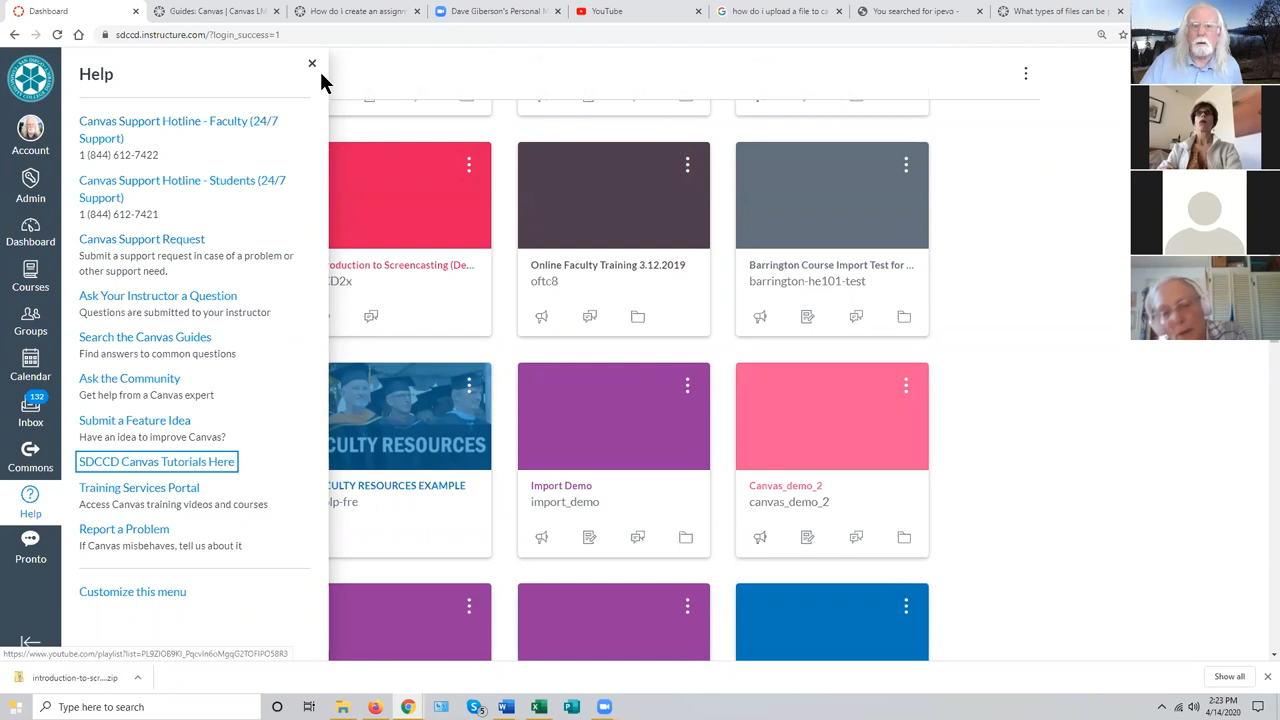 Dashboard
Guides: Canvas | Canvas LM
How do I create an assignm
Dave Giberson's Personal M
YouTube
how do i upload a file to ca
You searched for ipevo -
What types of files can be
sdccd.instructure.com/?login_success=1
Account
Admin
Dashboard
Courses
Groups
Calendar
132
Inbox
Commons
Help
Pronto
Help
Canvas Support Hotline - Faculty (24/7
Support)
1 (844) 612-7422
Canvas Support Hotline - Students (24/7
Support)
1 (844) 612-7421
Canvas Support Request
Submit a support request in case of a problem or
other support need.
Ask Your Instructor a Question
Questions are submitted to your instructor
Search the Canvas Guides
Find answers to common questions
Ask the Community
Get help from a Canvas expert
Submit a Feature Idea
Have an idea to improve Canvas?
SDCCD Canvas Tutorials Here
Training Services Portal
Access Canvas training videos and courses
Report a Problem
If Canvas misbehaves, tell us about it
Customize this menu
oduction to Screencasting (De...
D2x
Online Faculty Training 3.12.2019
oftc8
Barrington Course Import Test for ...
barrington-he101-test
CULTY RESOURCES
ULTY RESOURCES EXAMPLE
lp-fre
Import Demo
import_demo
Canvas_demo_2
canvas_demo_2
introduction-to-scr....zip
Show all
Type here to search
5
2:23 PM
4/14/2020